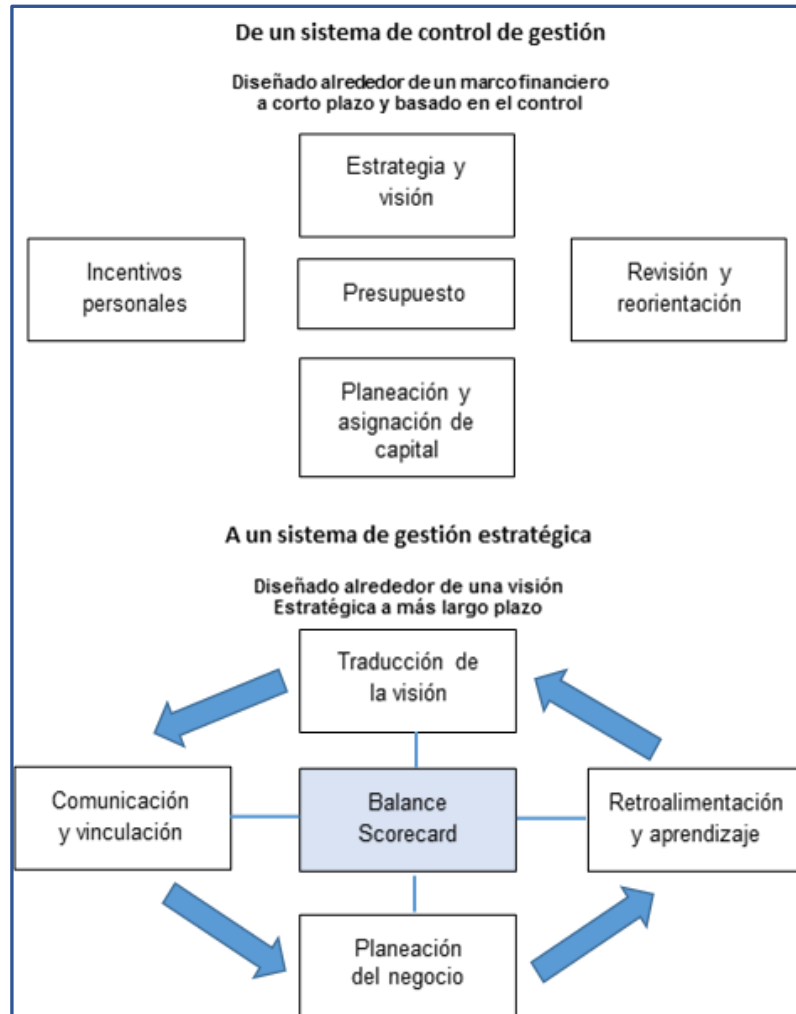 De un sistema de control de gestión
Diseñado alrededor de un marco financiero
a corto plazo y basado en el control
Estrategia y
visión
Incentivos
personales
Presupuesto
Revisión y
reorientación
Planeación y
asignación de
capital
A un sistema de gestión estratégica
Diseñado alrededor de una visión
Estratégica a más largo plazo
Traducción de
la visión
Comunicación
y vinculación
Balance
Scorecard
Retroalimentación
y aprendizaje
Planeación
del negocio